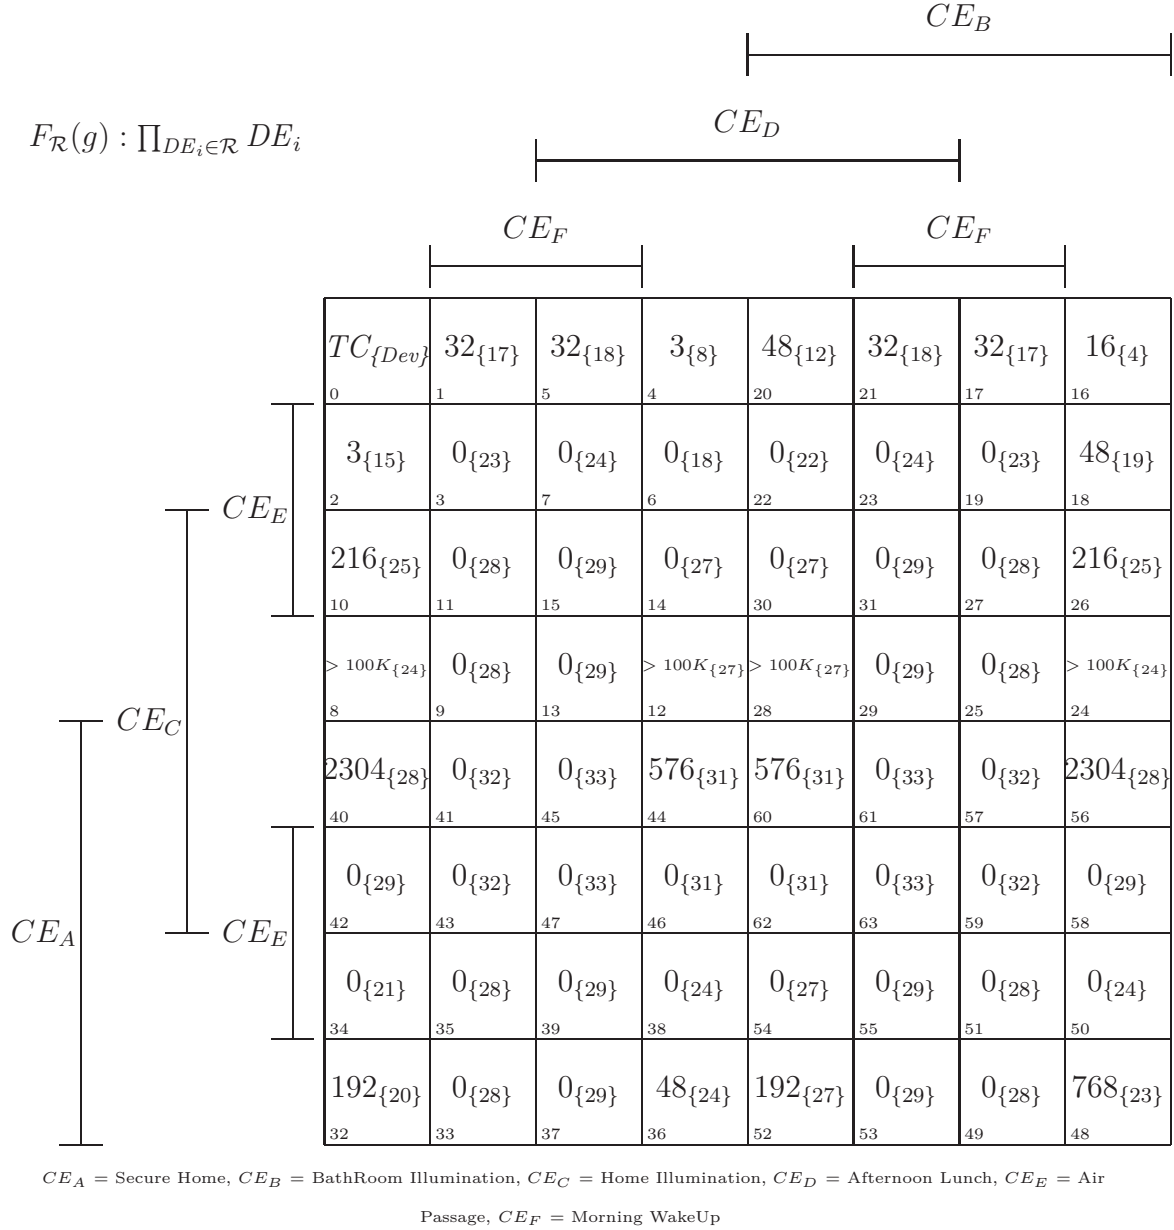 CE_B
F_R(g) : ∏_{DE_i∈R} DE_i
CE_D
CE_F CE_F
TC_{Dev} 32_{17} 32_{18} 3_{8} 48_{12} 32_{18} 32_{17} 16_{4}
0 1 5 4 20 21 17 16
3_{15} 0_{23} 0_{24} 0_{18} 0_{22} 0_{24} 0_{23} 48_{19}
2 3 7 6 22 23 19 18
CE_E
216_{25} 0_{28} 0_{29} 0_{27} 0_{27} 0_{29} 0_{28} 216_{25}
10 11 15 14 30 31 27 26
> 100K_{24} 0_{28} 0_{29} > 100K_{27} > 100K_{27} 0_{29} 0_{28} > 100K_{24}
8 9 13 12 28 29 25 24
CE_C
2304_{28} 0_{32} 0_{33} 576_{31} 576_{31} 0_{33} 0_{32} 2304_{28}
40 41 45 44 60 61 57 56
0_{29} 0_{32} 0_{33} 0_{31} 0_{31} 0_{33} 0_{32} 0_{29}
42 43 47 46 62 63 59 58
CE_A CE_E
0_{21} 0_{28} 0_{29} 0_{24} 0_{27} 0_{29} 0_{28} 0_{24}
34 35 39 38 54 55 51 50
192_{20} 0_{28} 0_{29} 48_{24} 192_{27} 0_{29} 0_{28} 768_{23}
32 33 37 36 52 53 49 48
CE_A = Secure Home, CE_B = BathRoom Illumination, CE_C = Home Illumination, CE_D = Afternoon Lunch, CE_E = Air
Passage, CE_F = Morning WakeUp